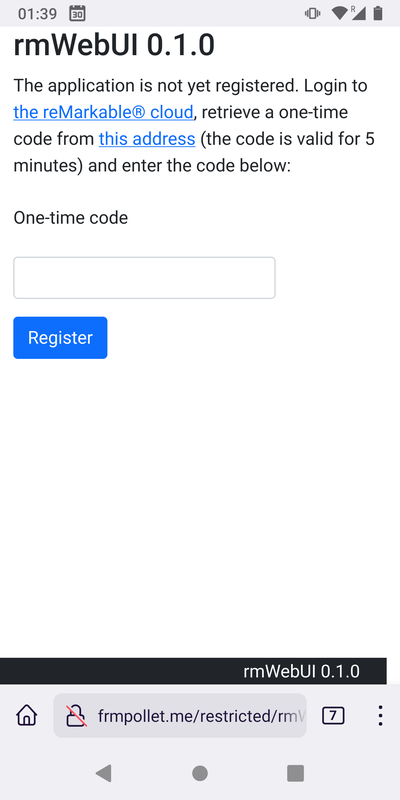 01:39 30 R
rmWebUI 0.1.0
The application is not yet registered. Login to
the reMarkable® cloud, retrieve a one-time
code from this address (the code is valid for 5
minutes) and enter the code below:
One-time code
Register
rmWebUI 0.1.0
frmpollet.me/restricted/rm
7